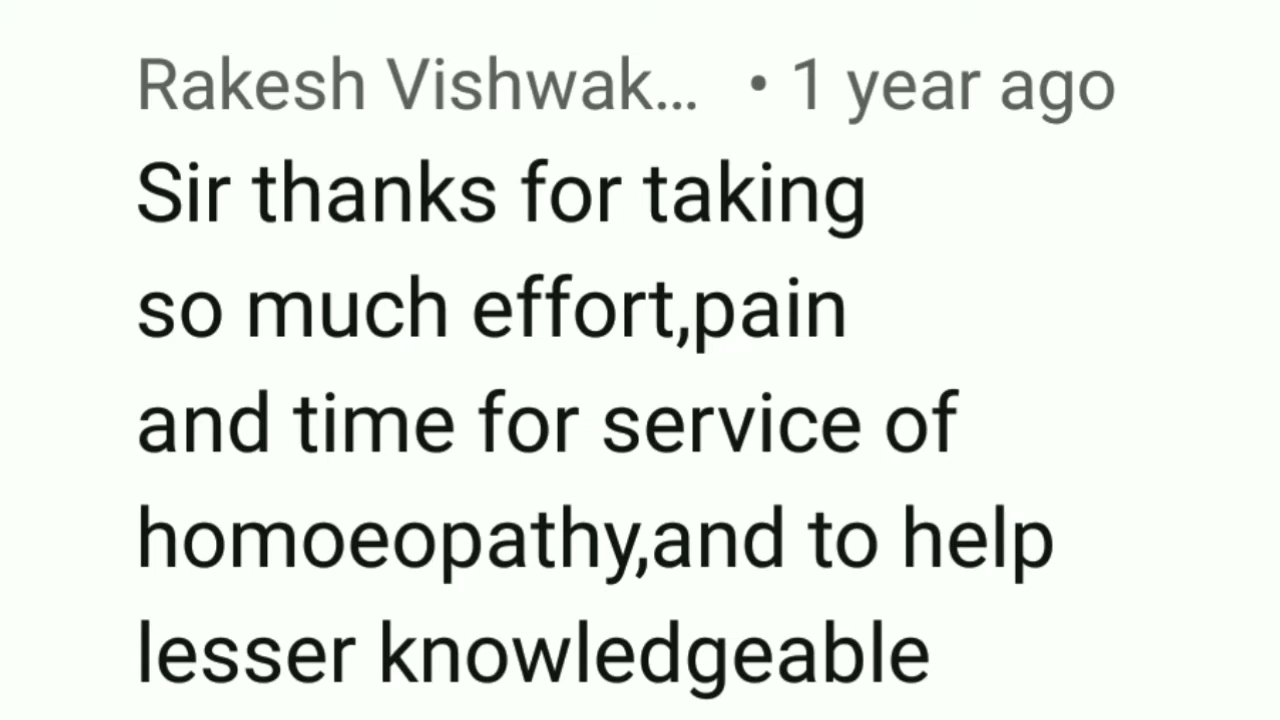 Rakesh Vishwak... • 1 year ago
Sir thanks for taking
so much effort,pain
and time for service of
homoeopathy,and to help
lesser knowledgeable